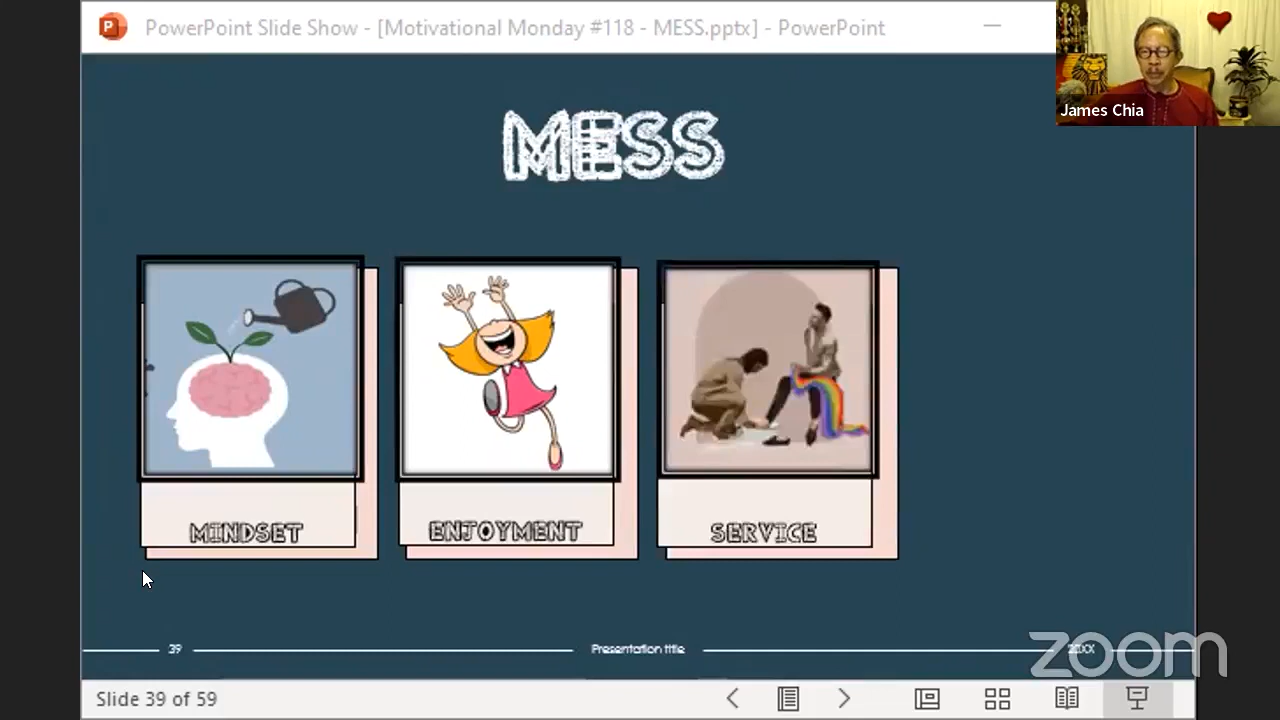 PowerPoint Slide Show - [Motivational Monday #118 - MESS.pptx] - PowerPoint
James Chia
MESS
MINDSET
ENJOYMENT
SERVICE
39
Presentation title
20XX
zoom
Slide 39 of 59